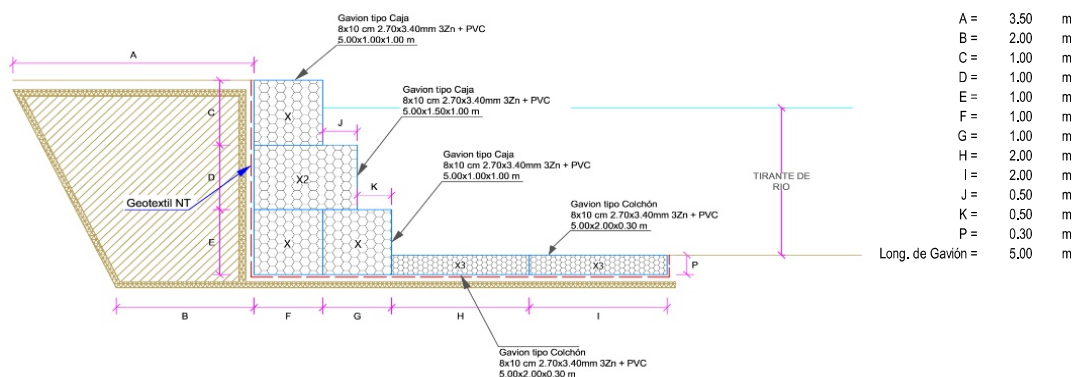 Gavion tipo Caja
8x10 cm 2.70x3.40mm 3Zn + PVC
5.00x1.00x1.00 m
A
Gavion tipo Caja
8x10 cm 2.70x3.40mm 3Zn + PVC
5.00x1.50x1.00 m
C
X
J
Gavion tipo Caja
8x10 cm 2.70x3.40mm 3Zn + PVC
5.00x1.00x1.00 m
D
X2
K
TIRANTE DE
RIO
Geotextil NT
Gavion tipo Colchón
8x10 cm 2.70x3.40mm 3Zn + PVC
5.00x2.00x0.30 m
E
X
X
X3
X3
P
B
F
G
H
I
Gavion tipo Colchón
8x10 cm 2.70x3.40mm 3Zn + PVC
5.00x2.00x0.30 m
A = 3.50 m
B = 2.00 m
C = 1.00 m
D = 1.00 m
E = 1.00 m
F = 1.00 m
G = 1.00 m
H = 2.00 m
I = 2.00 m
J = 0.50 m
K = 0.50 m
P = 0.30 m
Long. de Gavión = 5.00 m